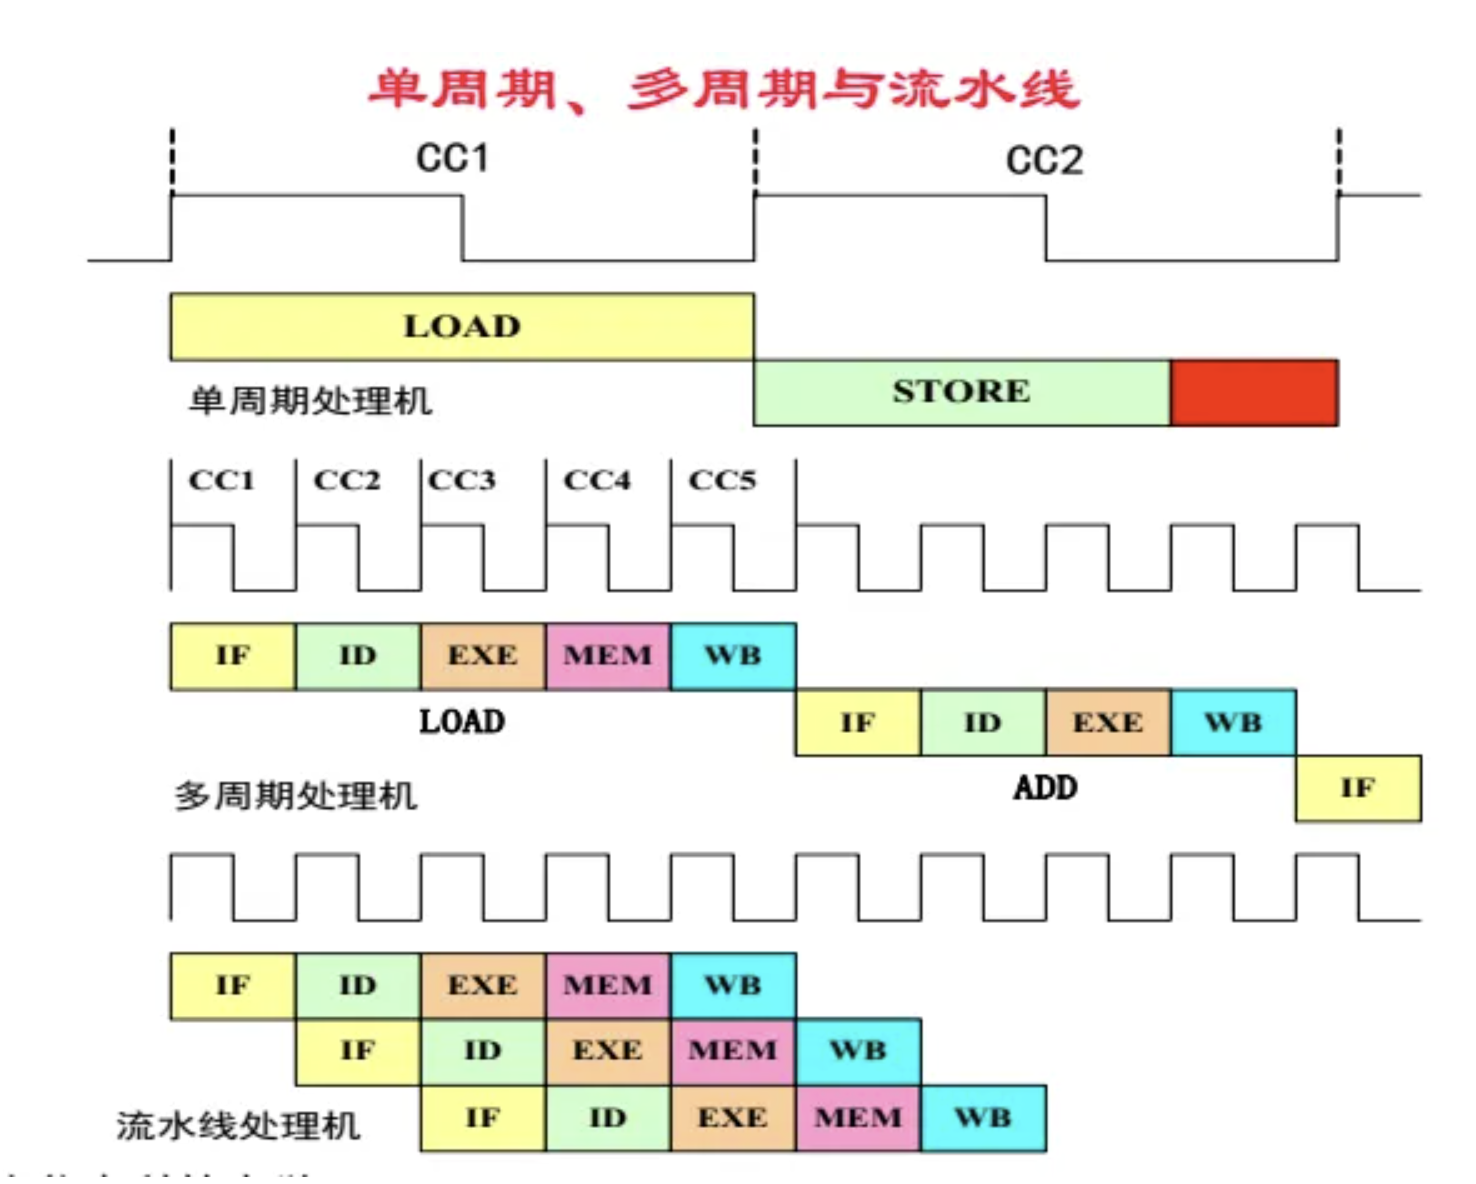 单周期、多周期与流水线
CC1 CC2
LOAD
STORE
单周期处理机
CC1 CC2 CC3 CC4 CC5
IF ID EXE MEM WB
LOAD
IF ID EXE WB
ADD
IF
多周期处理机
IF ID EXE MEM WB
IF ID EXE MEM WB
IF ID EXE MEM WB
流水线处理机